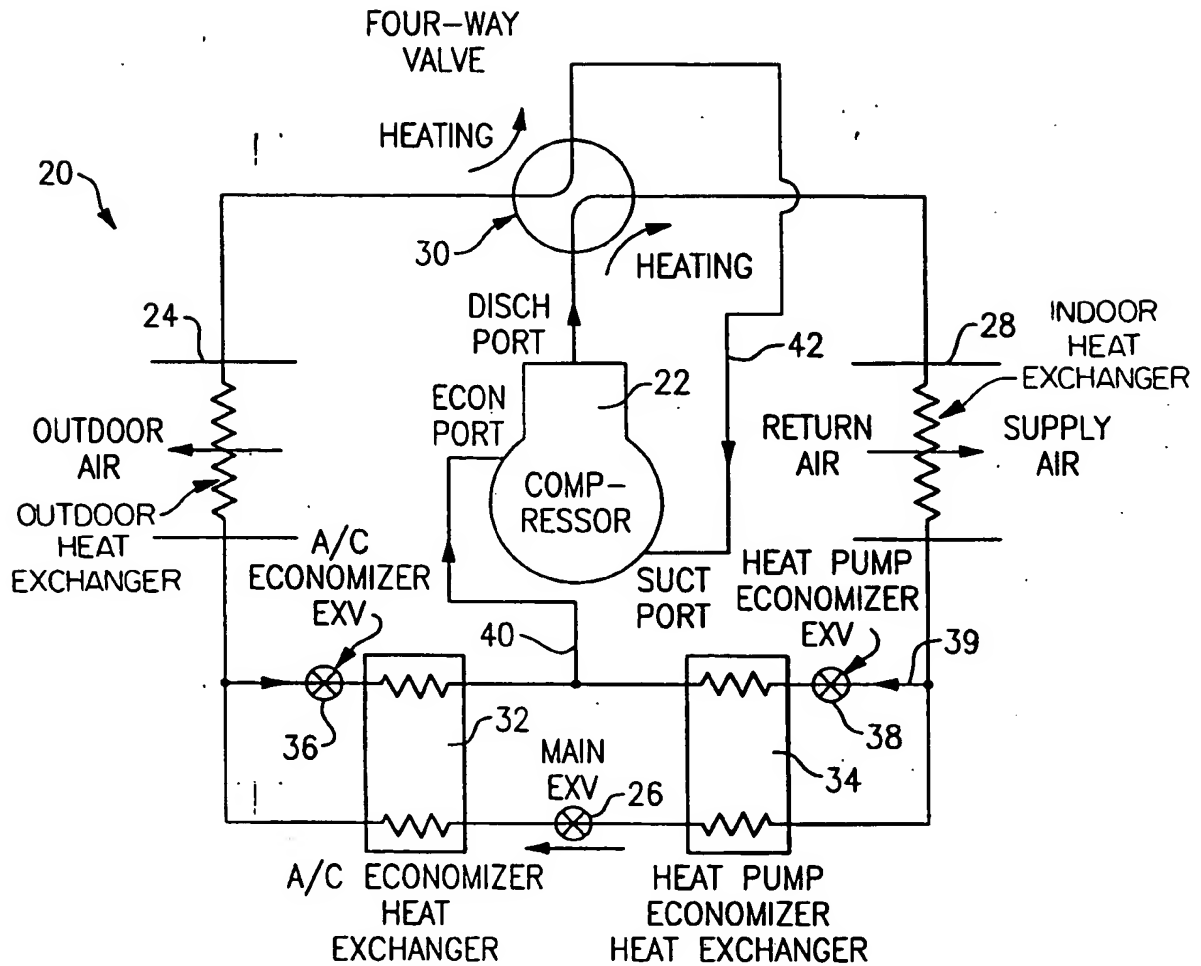 FOUR-WAY
VALVE
HEATING
20
30
HEATING
DISCH
PORT
24
42
28
INDOOR
HEAT
EXCHANGER
22
ECON
PORT
OUTDOOR
AIR
RETURN
AIR
SUPPLY
AIR
COMP-
RESSOR
OUTDOOR
HEAT
EXCHANGER
A/C
ECONOMIZER
EXV
SUCT
PORT
HEAT PUMP
ECONOMIZER
EXV
40
39
36
32
38
MAIN
EXV
26
34
A/C ECONOMIZER
HEAT
EXCHANGER
HEAT PUMP
ECONOMIZER
HEAT EXCHANGER